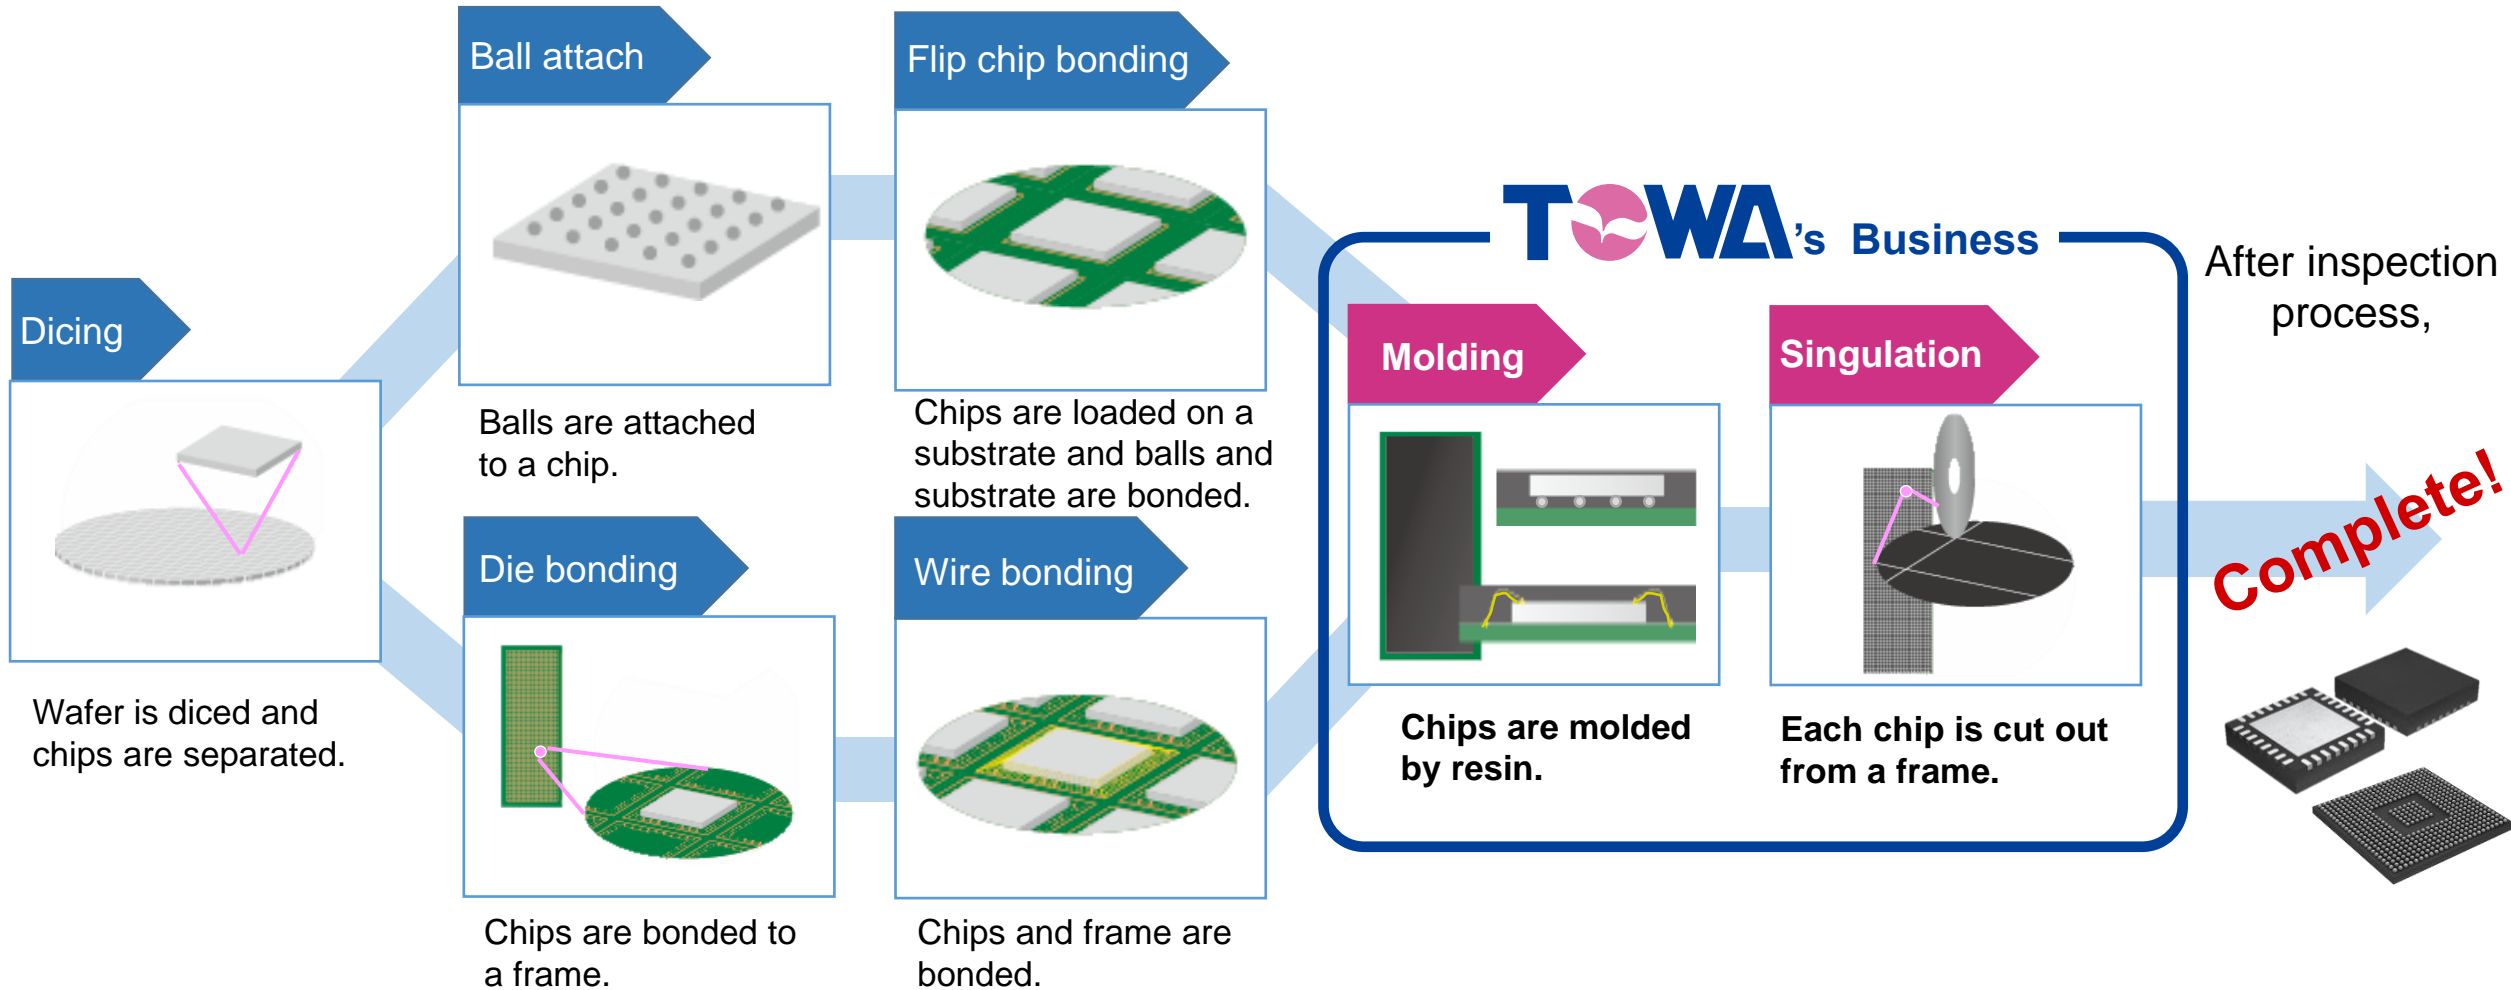 Dicing
Wafer is diced and
chips are separated.
Ball attach
Balls are attached
to a chip.
Flip chip bonding
Chips are loaded on a
substrate and balls and
substrate are bonded.
Die bonding
Chips are bonded to
a frame.
Wire bonding
Chips and frame are
bonded.
TOWA's Business
Molding
Chips are molded
by resin.
Singulation
Each chip is cut out
from a frame.
After inspection
process,
Complete!